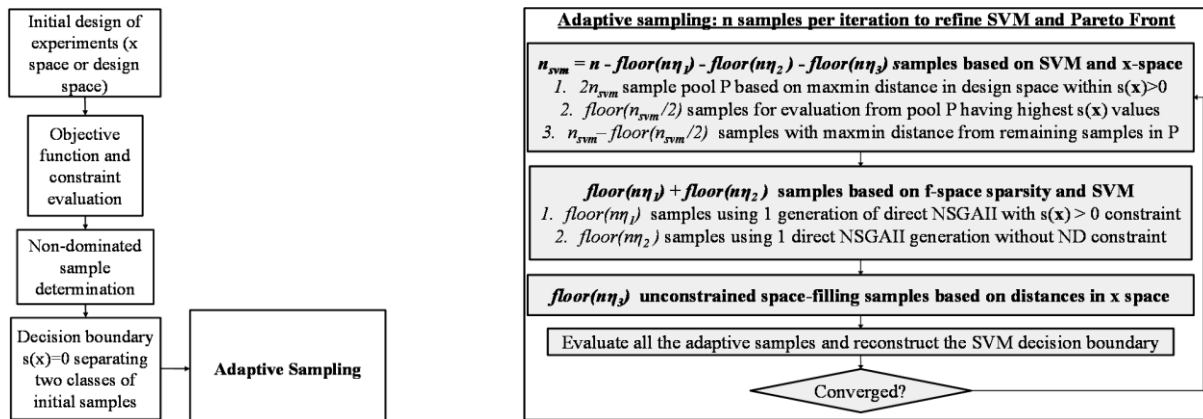 Initial design of
experiments (x
space or design
space)
Objective
function and
constraint
evaluation
Non-dominated
sample
determination
Decision boundary
s(x)=0 separating
two classes of
initial samples
Adaptive Sampling
Adaptive sampling: n samples per iteration to refine SVM and Pareto Front
n_svm = n - floor(nη₁) - floor(nη₂) - floor(nη₃) samples based on SVM and x-space
1. 2n_svm sample pool P based on maxmin distance in design space within s(x)>0
2. floor(n_svm/2) samples for evaluation from pool P having highest s(x) values
3. n_svm– floor(n_svm/2) samples with maxmin distance from remaining samples in P
floor(nη₁) + floor(nη₂) samples based on f-space sparsity and SVM
1. floor(nη₁) samples using 1 generation of direct NSGAII with s(x) > 0 constraint
2. floor(nη₂) samples using 1 direct NSGAII generation without ND constraint
floor(nη₃) unconstrained space-filling samples based on distances in x space
Evaluate all the adaptive samples and reconstruct the SVM decision boundary
Converged?